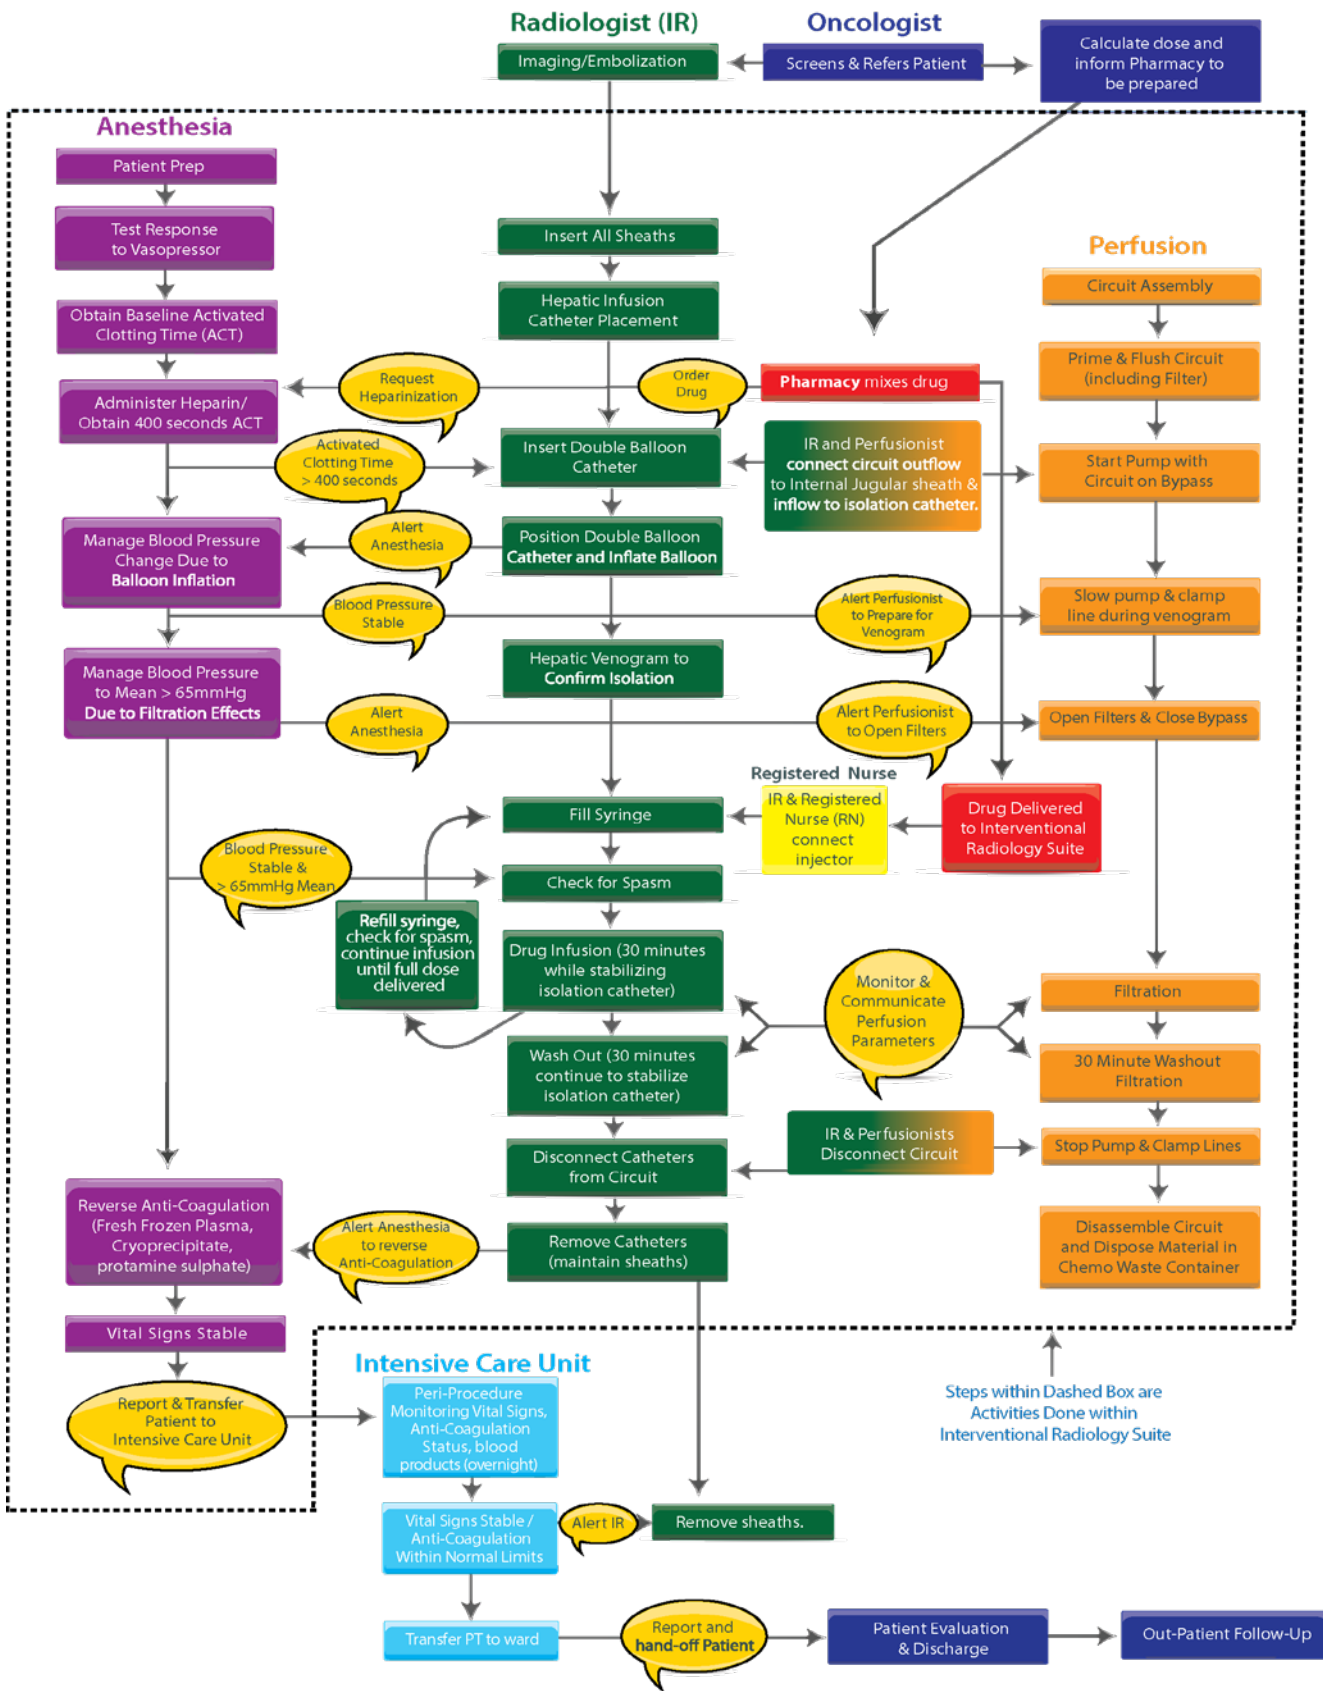 Radiologist (IR)
Oncologist
Imaging/Embolization
Screens & Refers Patient
Calculate dose and
inform Pharmacy to
be prepared
Anesthesia
Patient Prep
Test Response
to Vasopressor
Insert All Sheaths
Perfusion
Circuit Assembly
Obtain Baseline Activated
Clotting Time (ACT)
Hepatic Infusion
Catheter Placement
Prime & Flush Circuit
(including Filter)
Request
Heparinization
Order
Drug
Pharmacy mixes drug
Administer Heparin/
Obtain 400 seconds ACT
Activated
Clotting Time
> 400 seconds
Insert Double Balloon
Catheter
IR and Perfusionist
connect circuit outflow
to Internal Jugular sheath &
inflow to isolation catheter.
Start Pump with
Circuit on Bypass
Manage Blood Pressure
Change Due to
Balloon Inflation
Alert
Anesthesia
Position Double Balloon
Catheter and Inflate Balloon
Blood Pressure
Stable
Alert Perfusionist
to Prepare for
Venogram
Slow pump & clamp
line during venogram
Manage Blood Pressure
to Mean > 65mmHg
Due to Filtration Effects
Hepatic Venogram to
Confirm Isolation
Alert
Anesthesia
Alert Perfusionist
to Open Filters
Open Filters & Close Bypass
Registered Nurse
Fill Syringe
IR & Registered
Nurse (RN)
connect
injector
Drug Delivered
to Interventional
Radiology Suite
Blood Pressure
Stable &
> 65mmHg Mean
Check for Spasm
Refill syringe,
check for spasm,
continue infusion
until full dose
delivered
Drug Infusion (30 minutes
while stabilizing
isolation catheter)
Monitor &
Communicate
Perfusion
Parameters
Filtration
Wash Out (30 minutes
continue to stabilize
isolation catheter)
30 Minute Washout
Filtration
IR & Perfusionists
Disconnect Circuit
Disconnect Catheters
from Circuit
Stop Pump & Clamp Lines
Reverse Anti-Coagulation
(Fresh Frozen Plasma,
Cryoprecipitate,
protamine sulphate)
Alert Anesthesia
to reverse
Anti-Coagulation
Remove Catheters
(maintain sheaths)
Disassemble Circuit
and Dispose Material in
Chemo Waste Container
Vital Signs Stable
Intensive Care Unit
Report & Transfer
Patient to
Intensive Care Unit
Peri-Procedure
Monitoring Vital Signs,
Anti-Coagulation
Status, blood
products (overnight)
Steps within Dashed Box are
Activities Done within
Interventional Radiology Suite
Vital Signs Stable /
Anti-Coagulation
Within Normal Limits
Alert IR
Remove sheaths.
Transfer PT to ward
Report and
hand-off Patient
Patient Evaluation
& Discharge
Out-Patient Follow-Up